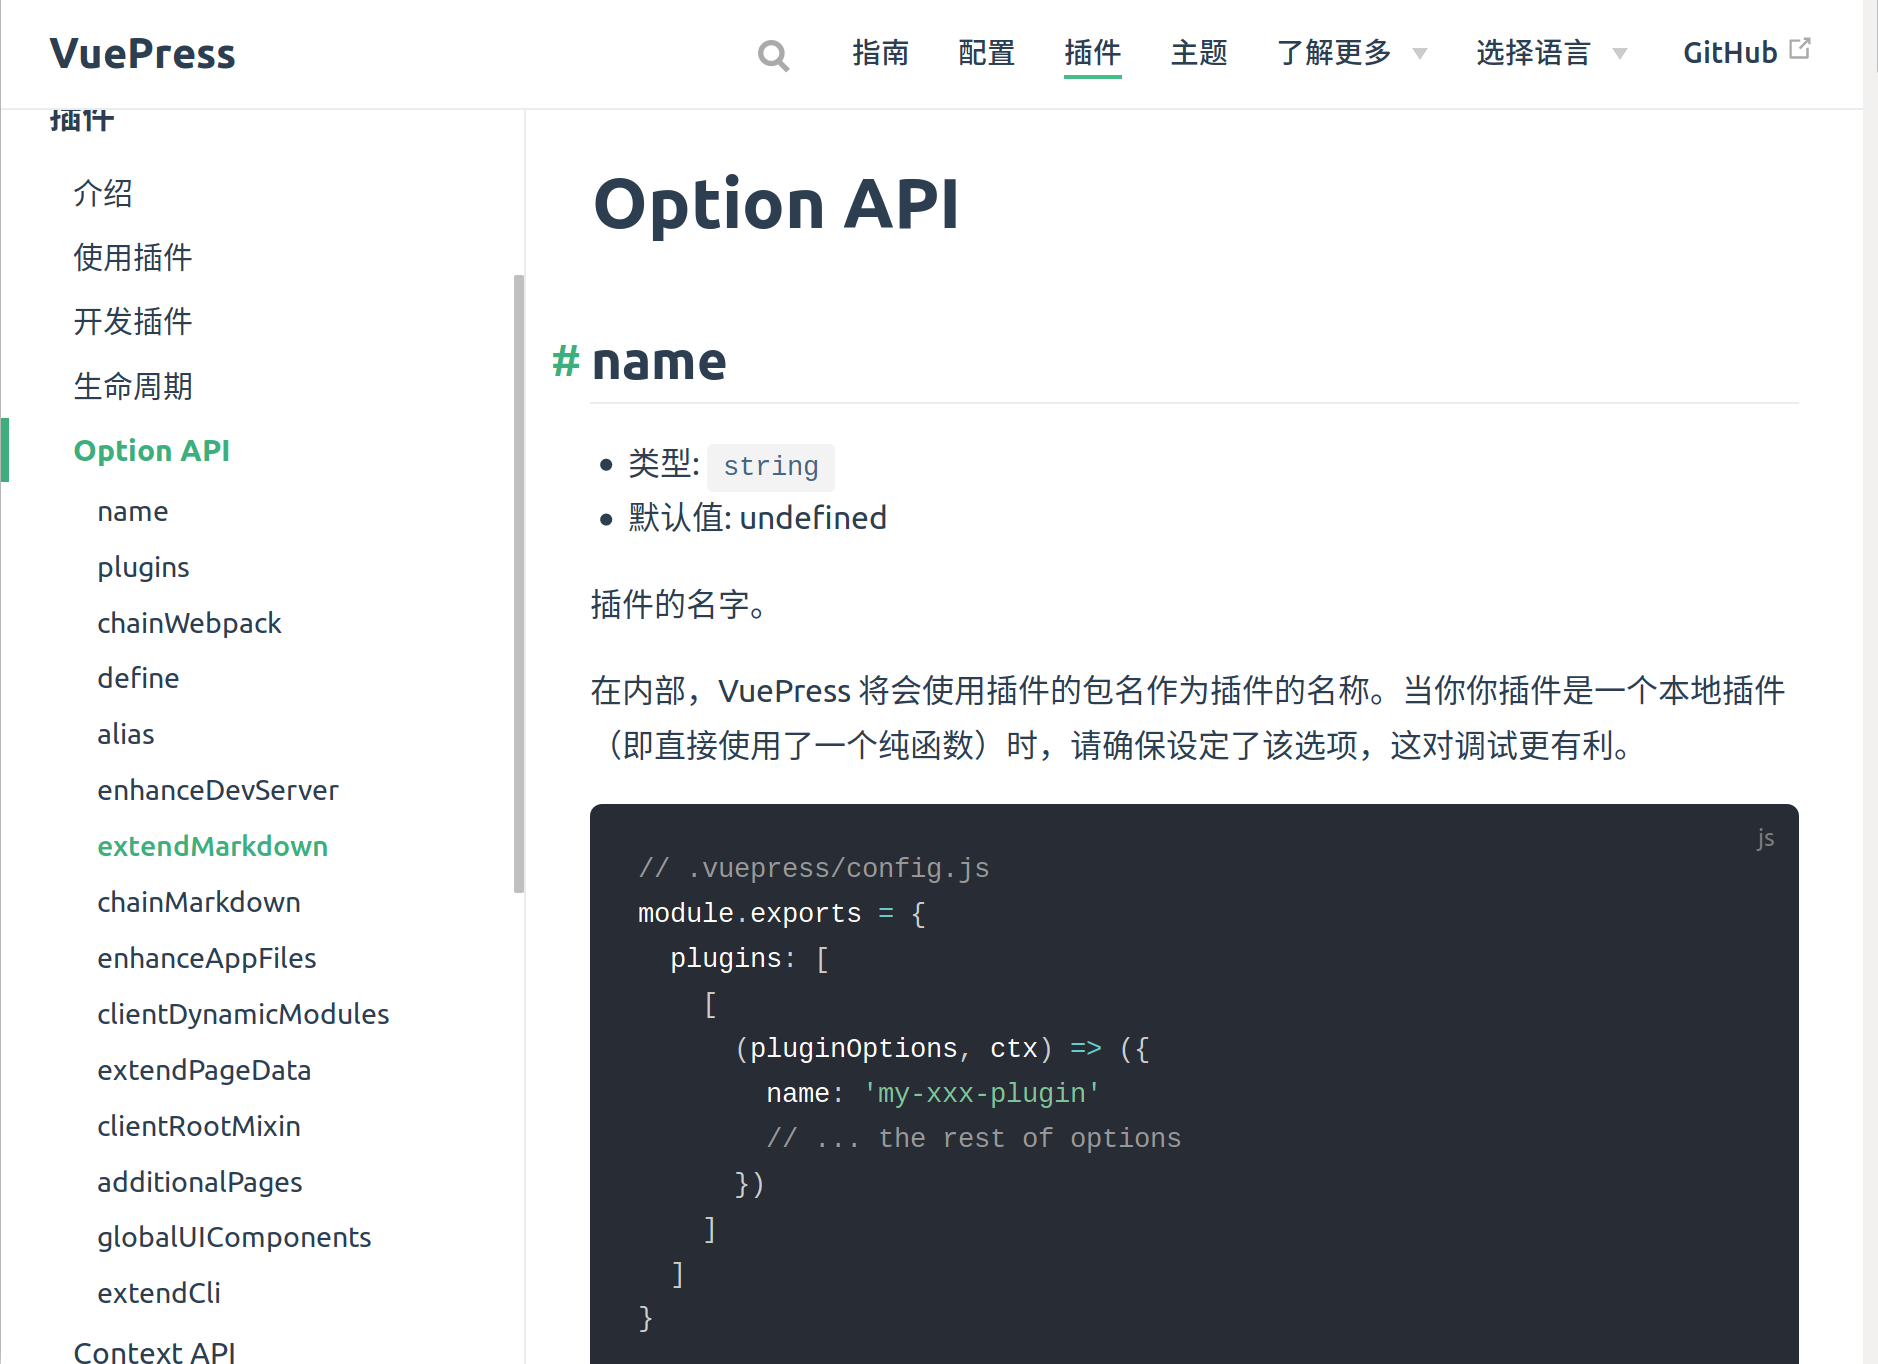 VuePress
指南 配置 插件 主题 了解更多 选择语言 GitHub
插件
介绍
使用插件
开发插件
生命周期
Option API
name
plugins
chainWebpack
define
alias
enhanceDevServer
extendMarkdown
chainMarkdown
enhanceAppFiles
clientDynamicModules
extendPageData
clientRootMixin
additionalPages
globalUIComponents
extendCli
Context API
Option API
# name
类型: string
默认值: undefined
插件的名字。
在内部，VuePress 将会使用插件的包名作为插件的名称。当你你插件是一个本地插件
（即直接使用了一个纯函数）时，请确保设定了该选项，这对调试更有利。
js
// .vuepress/config.js
module.exports = {
  plugins: [
    [
      (pluginOptions, ctx) => ({
        name: 'my-xxx-plugin'
        // ... the rest of options
      })
    ]
  ]
}